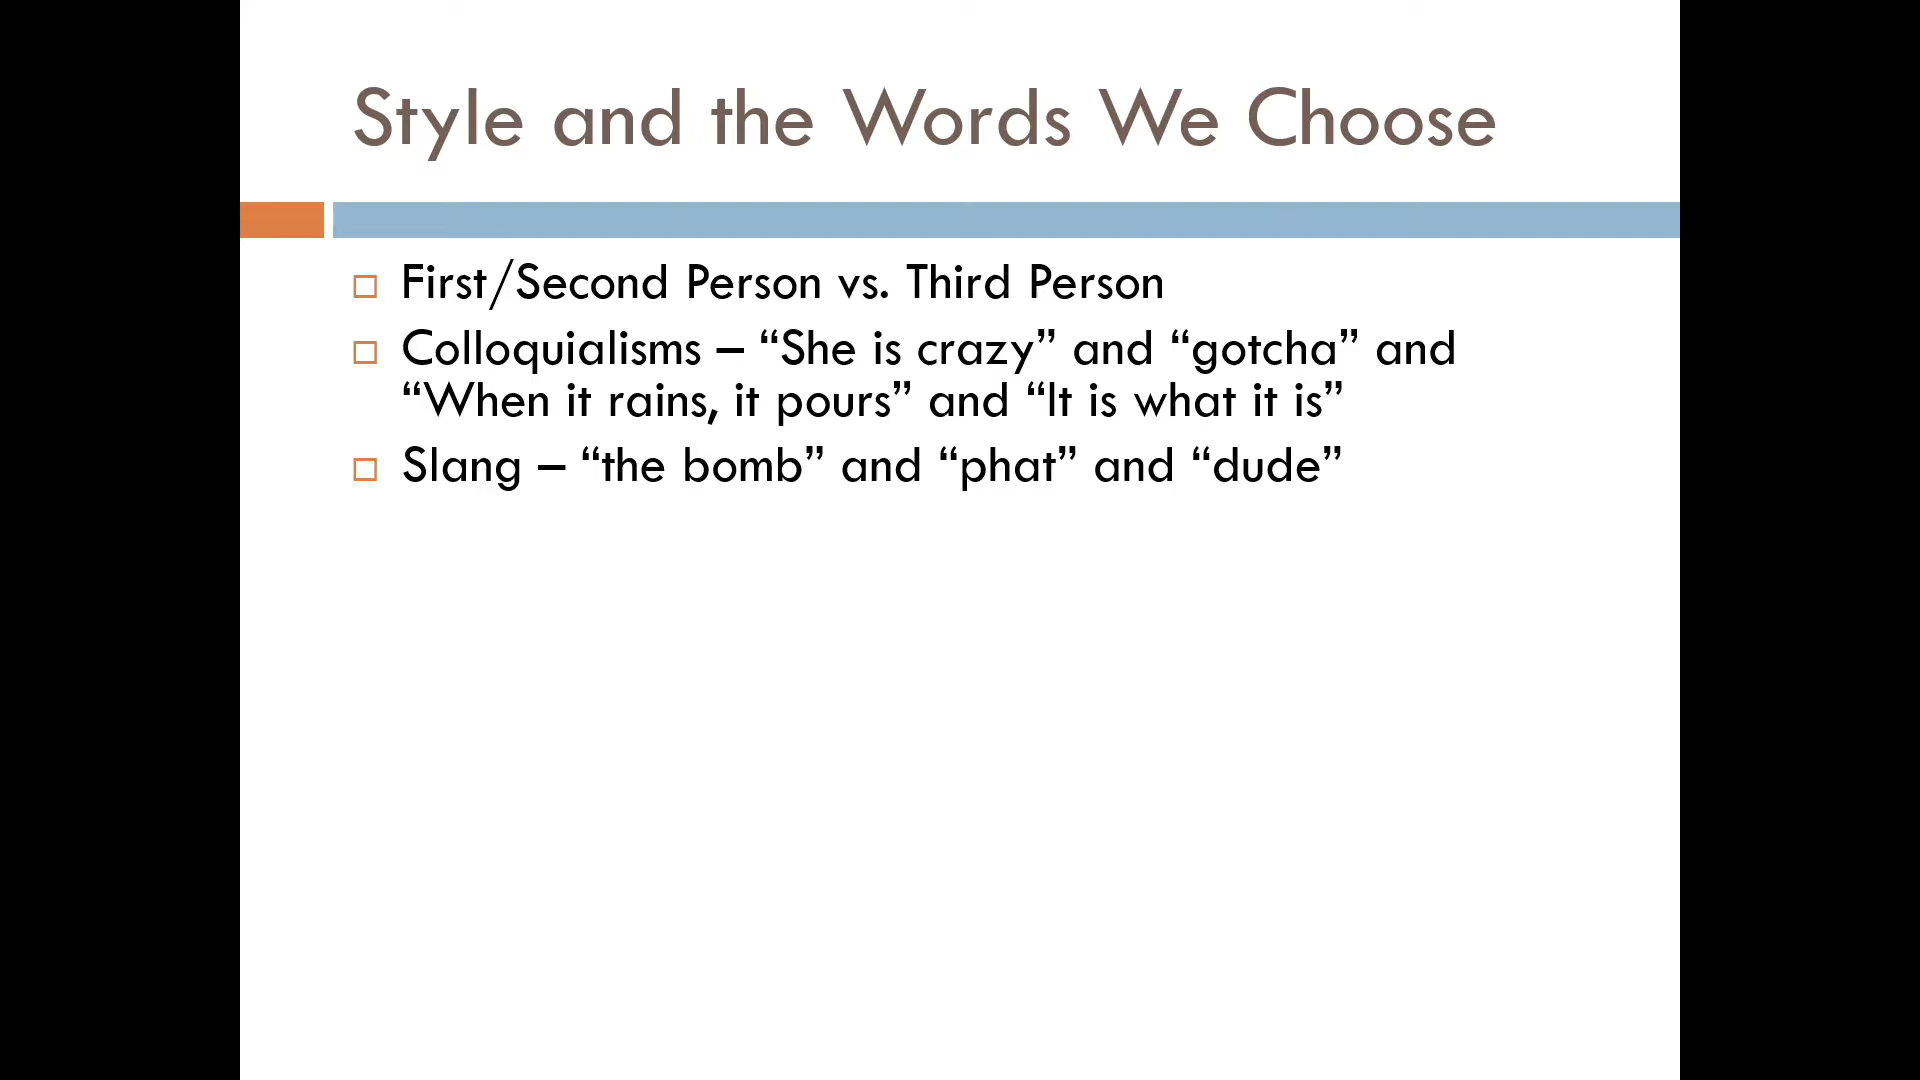 Style and the Words We Choose
First/Second Person vs. Third Person
Colloquialisms – “She is crazy” and “gotcha” and
“When it rains, it pours” and “It is what it is”
Slang – “the bomb” and “phat” and “dude”